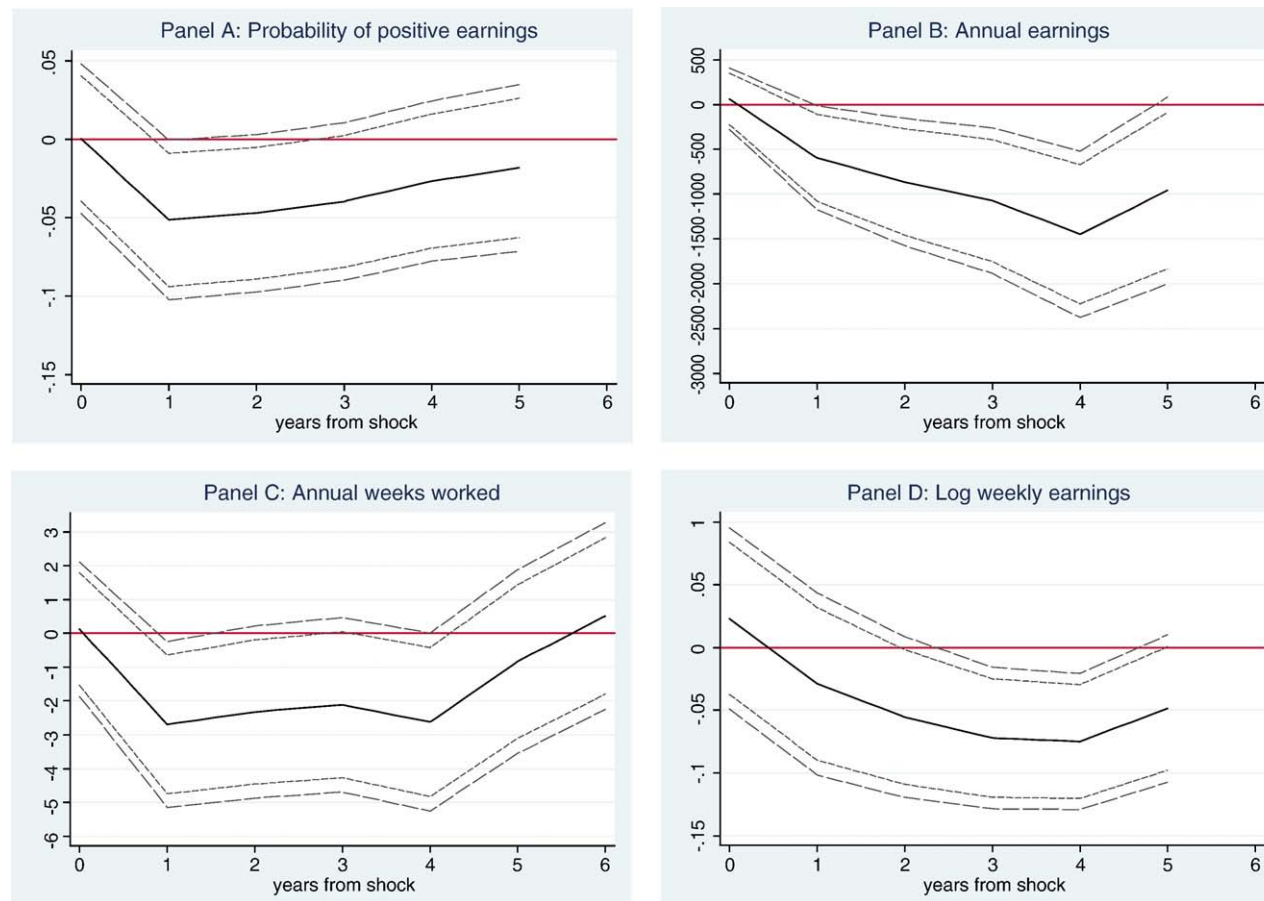 Panel A: Probability of positive earnings
.05
0
-.05
-.1
-.15
0 1 2 3 4 5 6
years from shock
Panel B: Annual earnings
500
0
-500
-1000
-1500
-2000
-2500
-3000
0 1 2 3 4 5 6
years from shock
Panel C: Annual weeks worked
3
2
1
0
-1
-2
-3
-4
-5
-6
0 1 2 3 4 5 6
years from shock
Panel D: Log weekly earnings
1
.05
0
-.05
-.1
-.15
0 1 2 3 4 5 6
years from shock